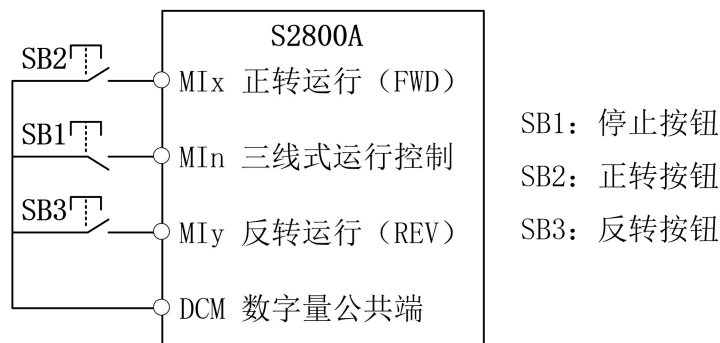 S2800A
SB2
MIx 正转运行（FWD）
SB1
MIn 三线式运行控制
SB3
MIy 反转运行（REV）
DCM 数字量公共端
SB1：停止按钮
SB2：正转按钮
SB3：反转按钮